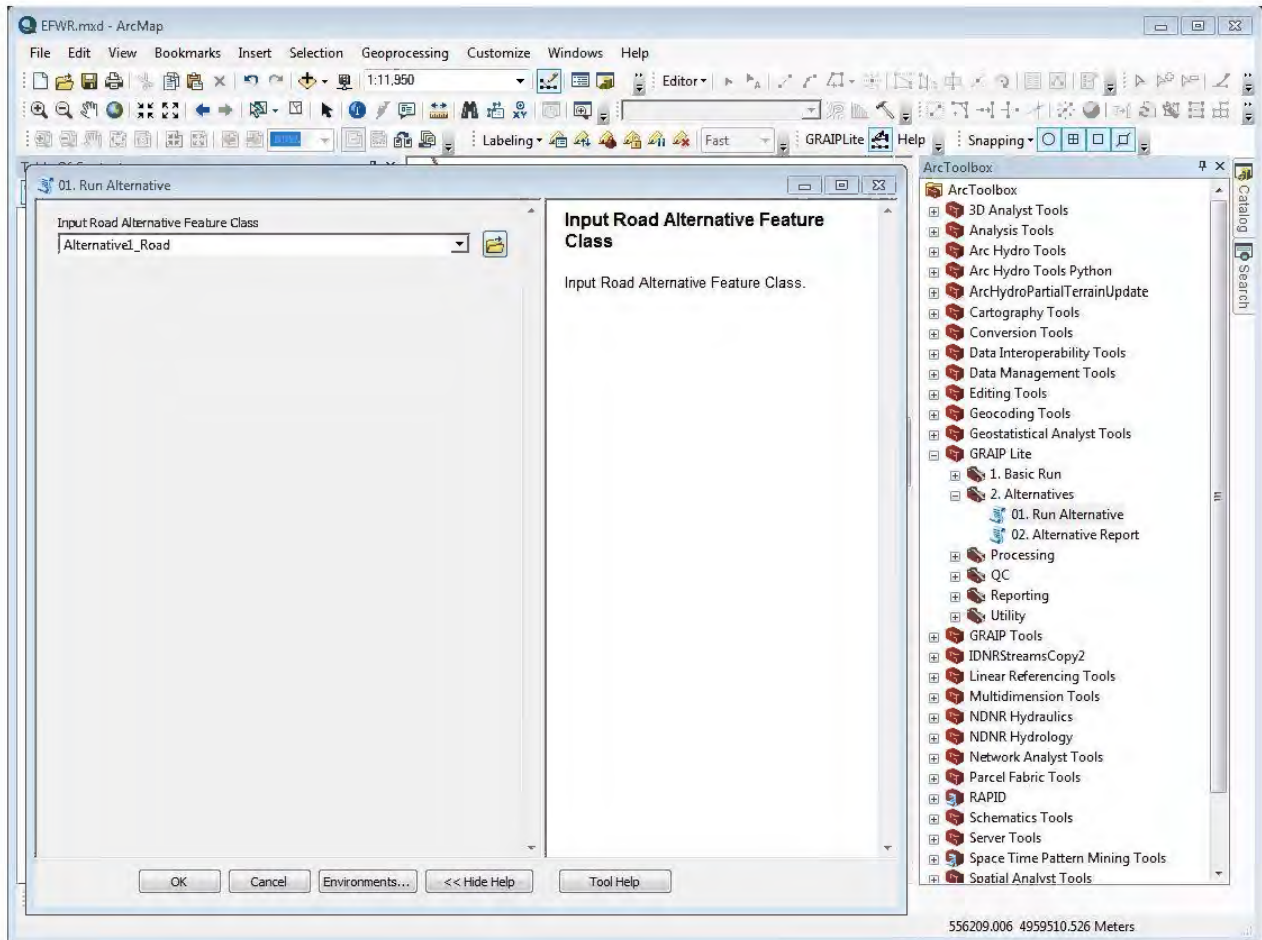 EFWR.mxd - ArcMap
File Edit View Bookmarks Insert Selection Geoprocessing Customize Windows Help
1:11,950
Editor
Labeling
Fast
GRAIPLite
Help
Snapping
01. Run Alternative
Input Road Alternative Feature Class
Alternative1_Road
Input Road Alternative Feature
Class
Input Road Alternative Feature Class.
OK
Cancel
Environments...
<< Hide Help
Tool Help
ArcToolbox
ArcToolbox
3D Analyst Tools
Analysis Tools
Arc Hydro Tools
Arc Hydro Tools Python
ArcHydroPartialTerrainUpdate
Cartography Tools
Conversion Tools
Data Interoperability Tools
Data Management Tools
Editing Tools
Geocoding Tools
Geostatistical Analyst Tools
GRAIP Lite
1. Basic Run
2. Alternatives
01. Run Alternative
02. Alternative Report
Processing
QC
Reporting
Utility
GRAIP Tools
IDNRStreamsCopy2
Linear Referencing Tools
Multidimension Tools
NDNR Hydraulics
NDNR Hydrology
Network Analyst Tools
Parcel Fabric Tools
RAPID
Schematics Tools
Server Tools
Space Time Pattern Mining Tools
Spatial Analyst Tools
Catalog
Search
556209.006 4959510.526 Meters